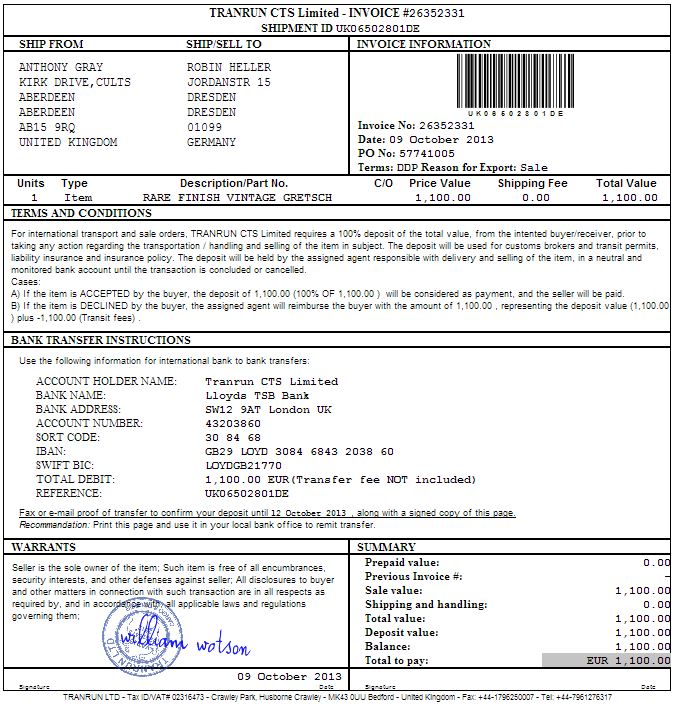 TRANRUN CTS Limited - INVOICE #26352331
SHIPMENT ID UK06502801DE
SHIP FROM SHIP/SELL TO INVOICE INFORMATION
ANTHONY GRAY ROBIN HELLER
KIRK DRIVE,CULTS JORDANSTR 15
ABERDEEN DRESDEN
ABERDEEN DRESDEN
AB15 9RQ 01099
UNITED KINGDOM GERMANY
UK06502801DE
Invoice No: 26352331
Date: 09 October 2013
PO No: 57741005
Terms: DDP Reason for Export: Sale
Units Type Description/Part No. C/O Price Value Shipping Fee Total Value
1 Item RARE FINISH VINTAGE GRETSCH 1,100.00 0.00 1,100.00
TERMS AND CONDITIONS
For international transport and sale orders, TRANRUN CTS Limited requires a 100% deposit of the total value, from the intented buyer/receiver, prior to
taking any action regarding the transportation / handling and selling of the item in subject. The deposit will be used for customs brokers and transit permits,
liability insurance and insurance policy. The deposit will be held by the assigned agent responsible with delivery and selling of the item, in a neutral and
monitored bank account until the transaction is concluded or cancelled.
Cases:
A) If the item is ACCEPTED by the buyer, the deposit of 1,100.00 (100% OF 1,100.00 ) will be considered as payment, and the seller will be paid.
B) If the item is DECLINED by the buyer, the assigned agent will reimburse the buyer with the amount of 1,100.00 , representing the deposit value (1,100.00
) plus -1,100.00 (Transit fees) .
BANK TRANSFER INSTRUCTIONS
Use the following information for international bank to bank transfers:
ACCOUNT HOLDER NAME: Tranrun CTS Limited
BANK NAME: Lloyds TSB Bank
BANK ADDRESS: SW12 9AT London UK
ACCOUNT NUMBER: 43203860
SORT CODE: 30 84 68
IBAN: GB29 LOYD 3084 6843 2038 60
SWIFT BIC: LOYDGB21770
TOTAL DEBIT: 1,100.00 EUR(Transfer fee NOT included)
REFERENCE: UK06502801DE
Fax or e-mail proof of transfer to confirm your deposit until 12 October 2013 , along with a signed copy of this page.
Recommandation: Print this page and use it in your local bank office to remit transfer.
WARRANTS
Seller is the sole owner of the item; Such item is free of all encumbrances,
security interests, and other defenses against seller; All disclosures to buyer
and other matters in connection with such transaction are in all respects as
required by, and in accordance with, all applicable laws and regulations
governing them;
william wotson
TRANRUN LTD
09 October 2013
Signature Date
SUMMARY
Prepaid value: 0.00
Previous Invoice #: -
Sale value: 1,100.00
Shipping and handling: 0.00
Total value: 1,100.00
Deposit value: 1,100.00
Balance: 1,100.00
Total to pay: EUR 1,100.00
Signature Date
TRANRUN LTD - Tax ID/VAT# 02316473 - Crawley Park, Husborne Crawley - MK43.0UU Bedford - United Kingdom - Fax: +44-1796250007 - Tel: +44-7961276317